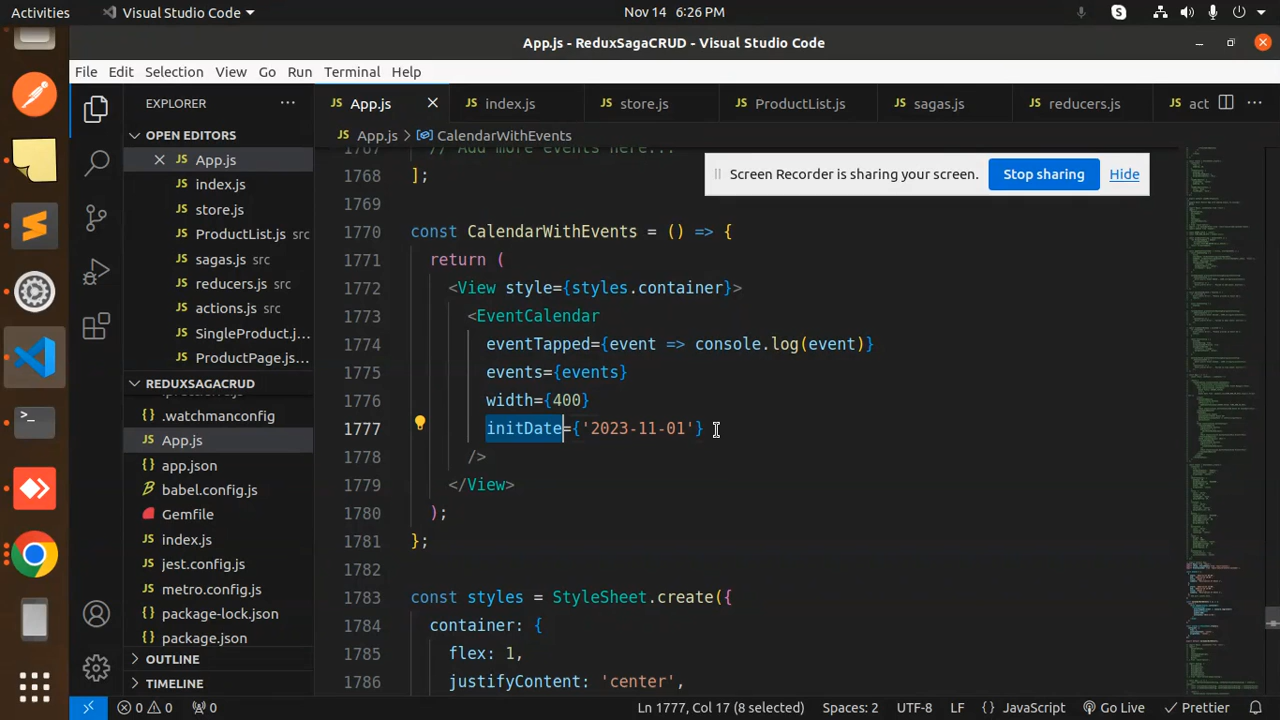 Activities
Visual Studio Code
Nov 14 6:26 PM
App.js - ReduxSagaCRUD - Visual Studio Code
File Edit Selection View Go Run Terminal Help
EXPLORER
App.js
index.js
store.js
ProductList.js
sagas.js
reducers.js
act
App.js > CalendarWithEvents
OPEN EDITORS
App.js
index.js
store.js
ProductList.js src
sagas.js src
reducers.js src
actions.js src
SingleProduct.j...
ProductPage.js...
REDUXSAGACRUD
.watchmanconfig
App.js
app.json
babel.config.js
Gemfile
index.js
jest.config.js
metro.config.js
package-lock.json
package.json
OUTLINE
TIMELINE
Screen Recorder is sharing your screen.
Stop sharing
Hide
1767 // Add more events here...
1768 ];
1769
1770 const CalendarWithEvents = () => {
1771 return (
1772 <View style={styles.container}>
1773 <EventCalendar
1774 eventTapped={event => console.log(event)}
1775 events={events}
1776 width={400}
1777 initDate={'2023-11-01'}
1778 />
1779 </View>
1780 );
1781 };
1782
1783 const styles = StyleSheet.create({
1784 container: {
1785 flex: 1,
1786 justifyContent: 'center',
0 0 0
Ln 1777, Col 17 (8 selected)
Spaces: 2
UTF-8
LF
{} JavaScript
Go Live
Prettier